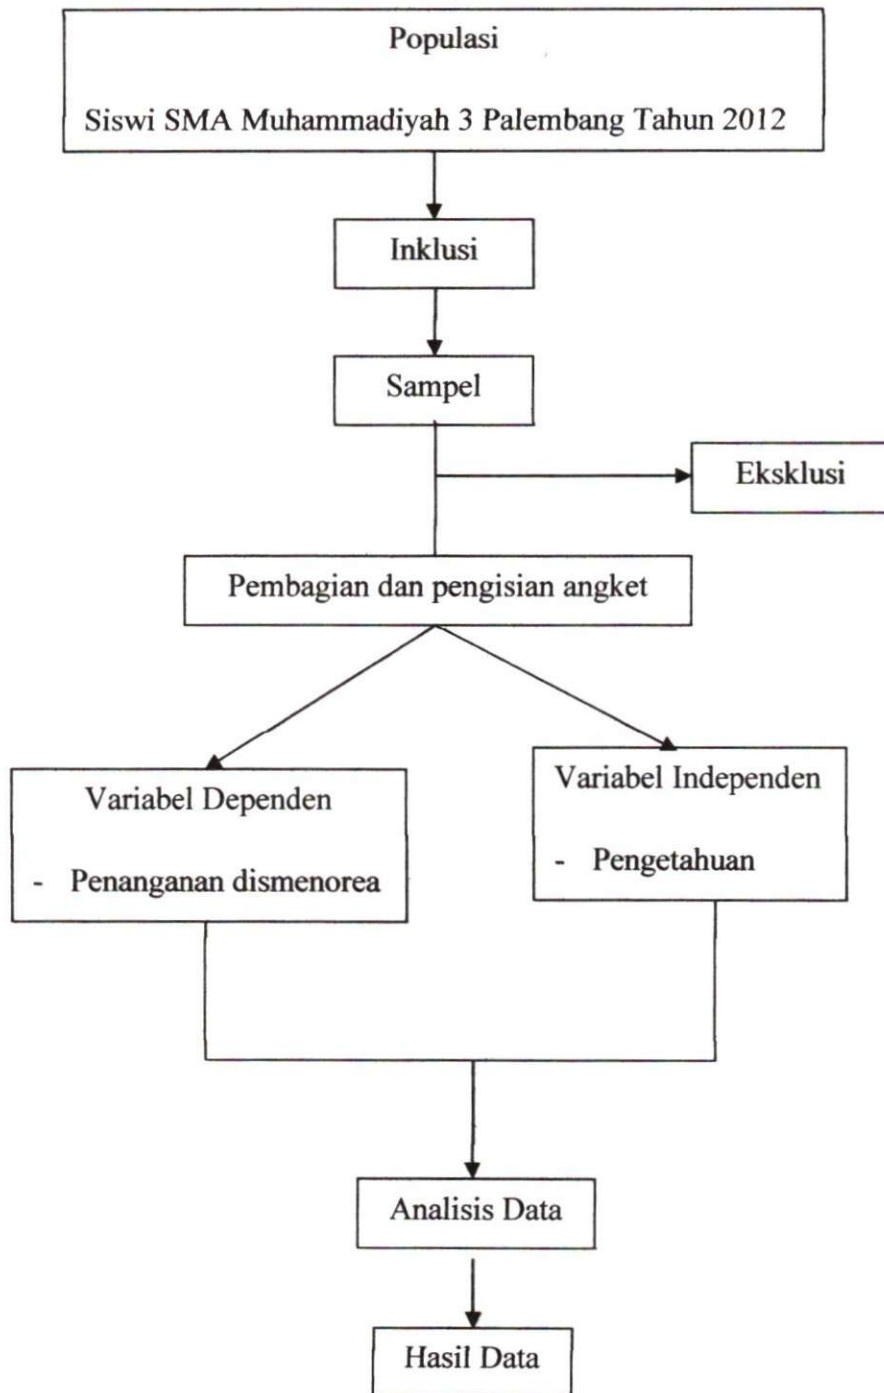 Populasi
Siswi SMA Muhammadiyah 3 Palembang Tahun 2012
Inklusi
Sampel
Eksklusi
Pembagian dan pengisian angket
Variabel Dependen
- Penanganan dismenorea
Variabel Independen
- Pengetahuan
Analisis Data
Hasil Data